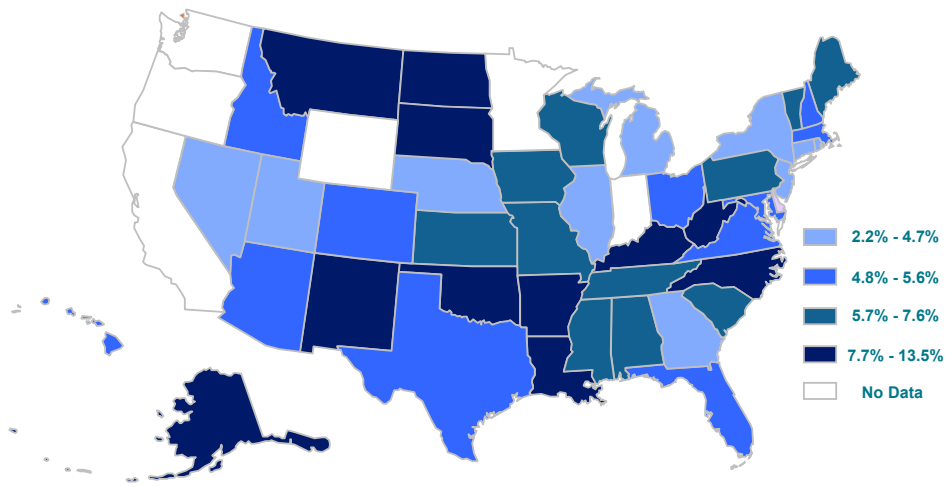 2.2% - 4.7%
4.8% - 5.6%
5.7% - 7.6%
7.7% - 13.5%
No Data